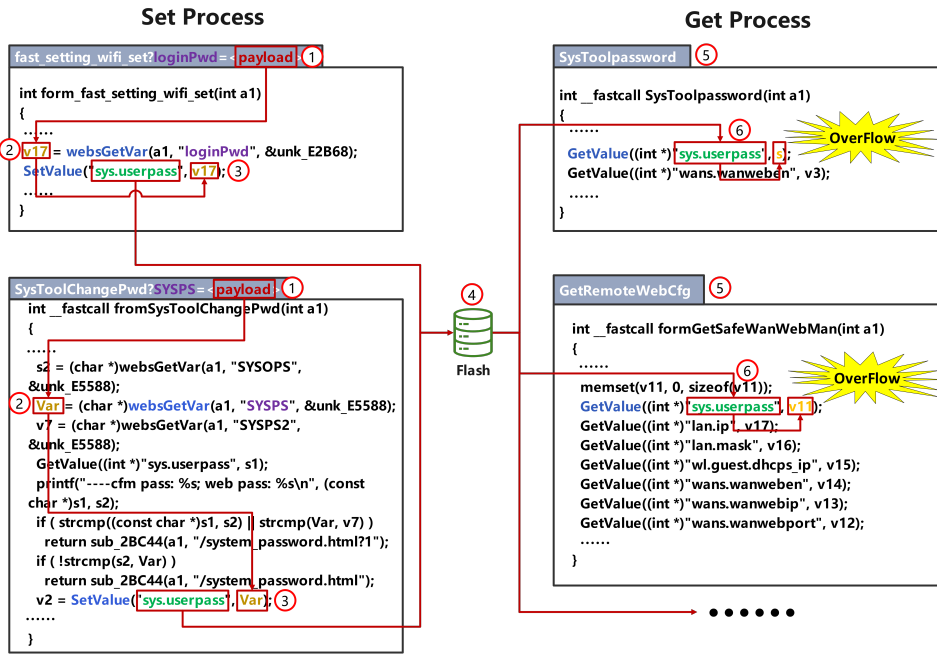 Set Process
fast_setting_wifi_set?loginPwd=<payload>
1
int form_fast_setting_wifi_set(int a1)
{
......
2
v17 = websGetVar(a1, "loginPwd", &unk_E2B68);
SetValue("sys.userpass", v17);
3
......
}
SysToolChangePwd?SYSPS=<payload>
1
int __fastcall fromSysToolChangePwd(int a1)
{
......
s2 = (char *)websGetVar(a1, "SYSOPS",
&unk_E5588);
2
Var = (char *)websGetVar(a1, "SYSPS", &unk_E5588);
v7 = (char *)websGetVar(a1, "SYSPS2",
&unk_E5588);
GetValue((int *)"sys.userpass", s1);
printf("----cfm pass: %s; web pass: %s\n", (const
char *)s1, s2);
if ( strcmp((const char *)s1, s2) || strcmp(Var, v7) )
return sub_2BC44(a1, "/system_password.html?1");
if ( !strcmp(s2, Var) )
return sub_2BC44(a1, "/system_password.html");
v2 = SetValue("sys.userpass", Var);
3
......
}
4
Flash
Get Process
SysToolpassword
5
int __fastcall SysToolpassword(int a1)
{
......
6
GetValue((int *)"sys.userpass", s);
OverFlow
GetValue((int *)"wans.wanweben", v3);
......
}
GetRemoteWebCfg
5
int __fastcall formGetSafeWanWebMan(int a1)
{
......
6
memset(v11, 0, sizeof(v11));
OverFlow
GetValue((int *)"sys.userpass", v11);
GetValue((int *)"lan.ip", v17);
GetValue((int *)"lan.mask", v16);
GetValue((int *)"wl.guest.dhcps_ip", v15);
GetValue((int *)"wans.wanweben", v14);
GetValue((int *)"wans.wanwebip", v13);
GetValue((int *)"wans.wanwebport", v12);
......
}
......